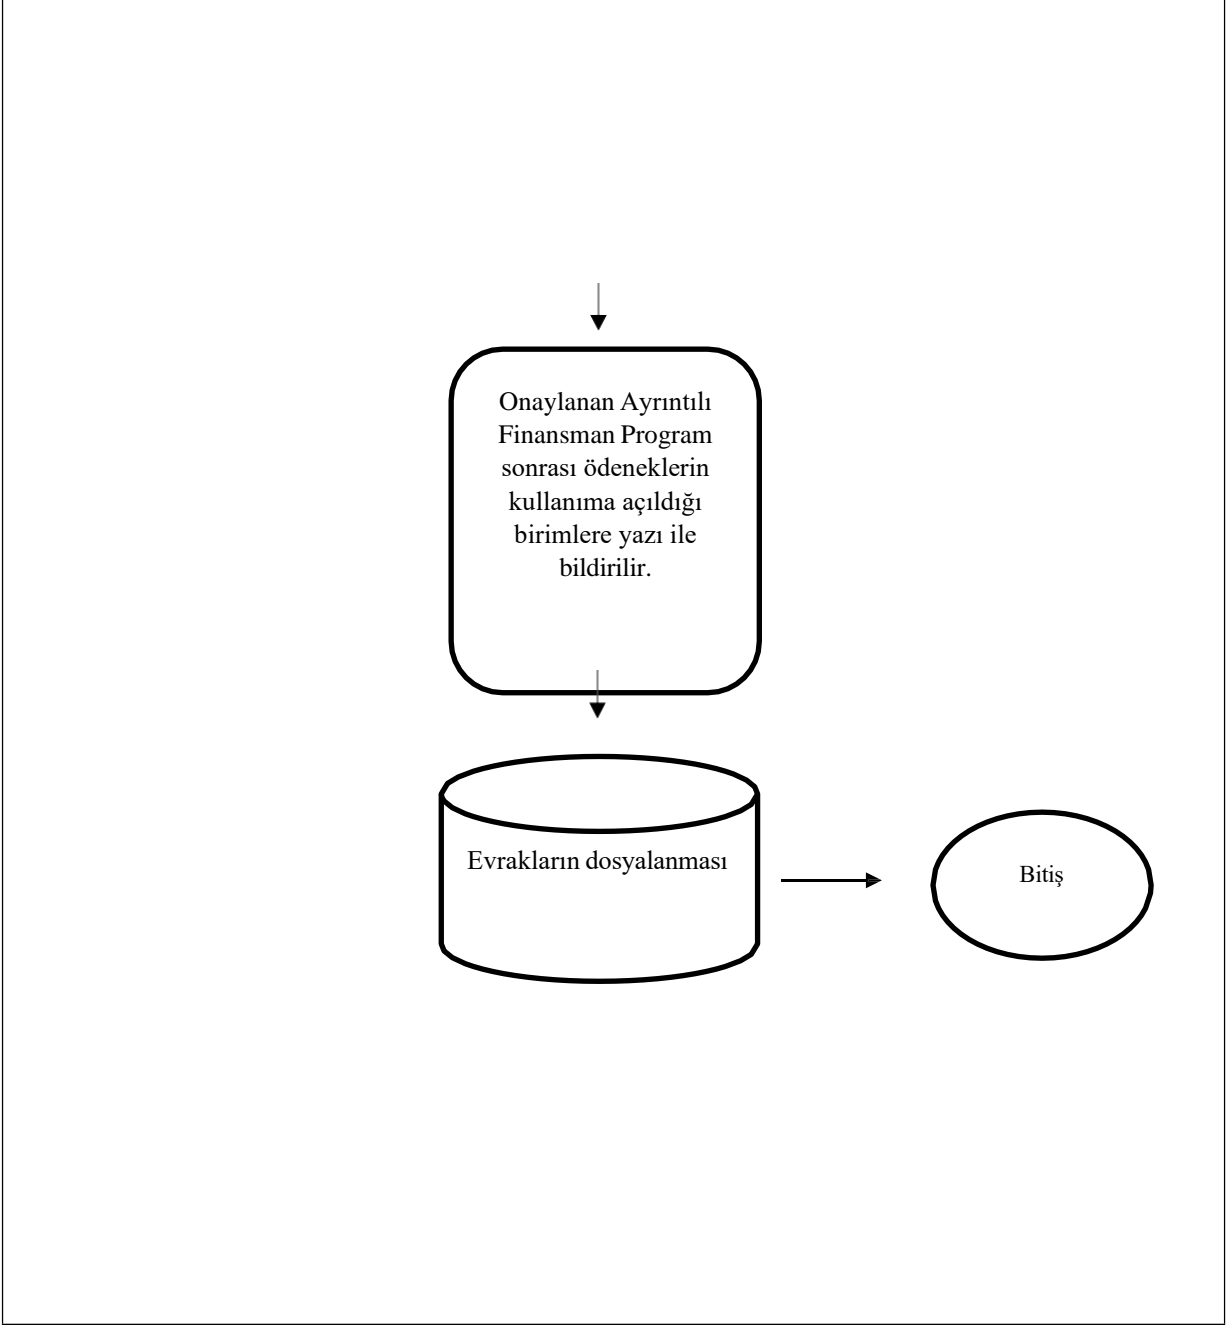 Onaylanan Ayrıntılı
Finansman Program
sonrası ödeneklerin
kullanıma açıldığı
birimlere yazı ile
bildirilir.
Evrakların dosyalanması
Bitiş